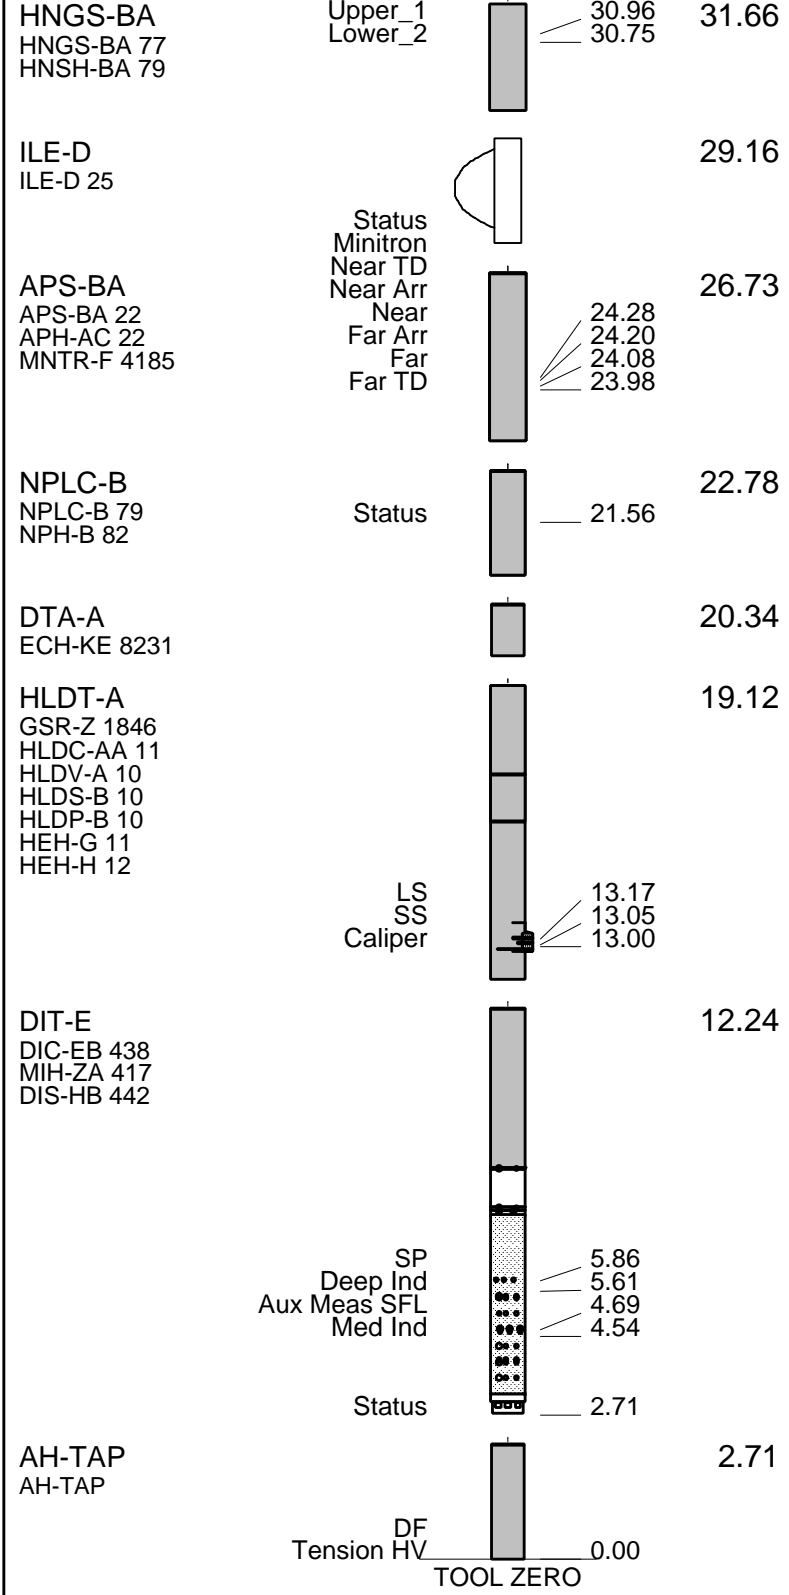 HNGS-BA Upper_1 30.96 31.66
HNGS-BA 77 Lower_2 30.75
HNSH-BA 79
ILE-D 29.16
ILE-D 25
Status
Minitron
Near TD
APS-BA Near Arr 26.73
APS-BA 22 Near 24.28
APH-AC 22 Far Arr 24.20
MNTR-F 4185 Far 24.08
Far TD 23.98
NPLC-B 22.78
NPLC-B 79 Status 21.56
NPH-B 82
DTA-A 20.34
ECH-KE 8231
HLDT-A 19.12
GSR-Z 1846
HLDC-AA 11
HLDV-A 10
HLDS-B 10
HLDP-B 10
HEH-G 11
HEH-H 12
LS 13.17
SS 13.05
Caliper 13.00
DIT-E 12.24
DIC-EB 438
MIH-ZA 417
DIS-HB 442
SP 5.86
Deep Ind 5.61
Aux Meas SFL 4.69
Med Ind 4.54
Status 2.71
AH-TAP 2.71
AH-TAP
DF
Tension HV 0.00
TOOL ZERO